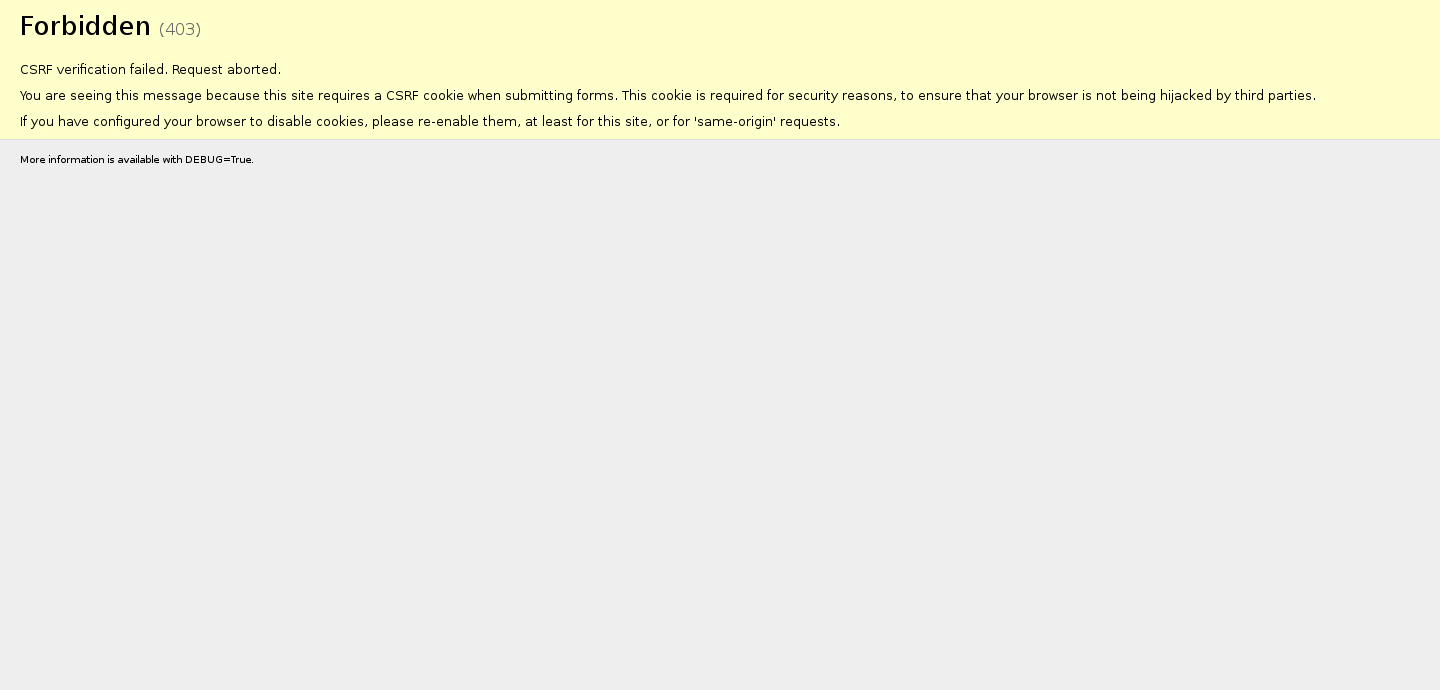 Forbidden (403)
CSRF verification failed. Request aborted.
You are seeing this message because this site requires a CSRF cookie when submitting forms. This cookie is required for security reasons, to ensure that your browser is not being hijacked by third parties.
If you have configured your browser to disable cookies, please re-enable them, at least for this site, or for 'same-origin' requests.
More information is available with DEBUG=True.